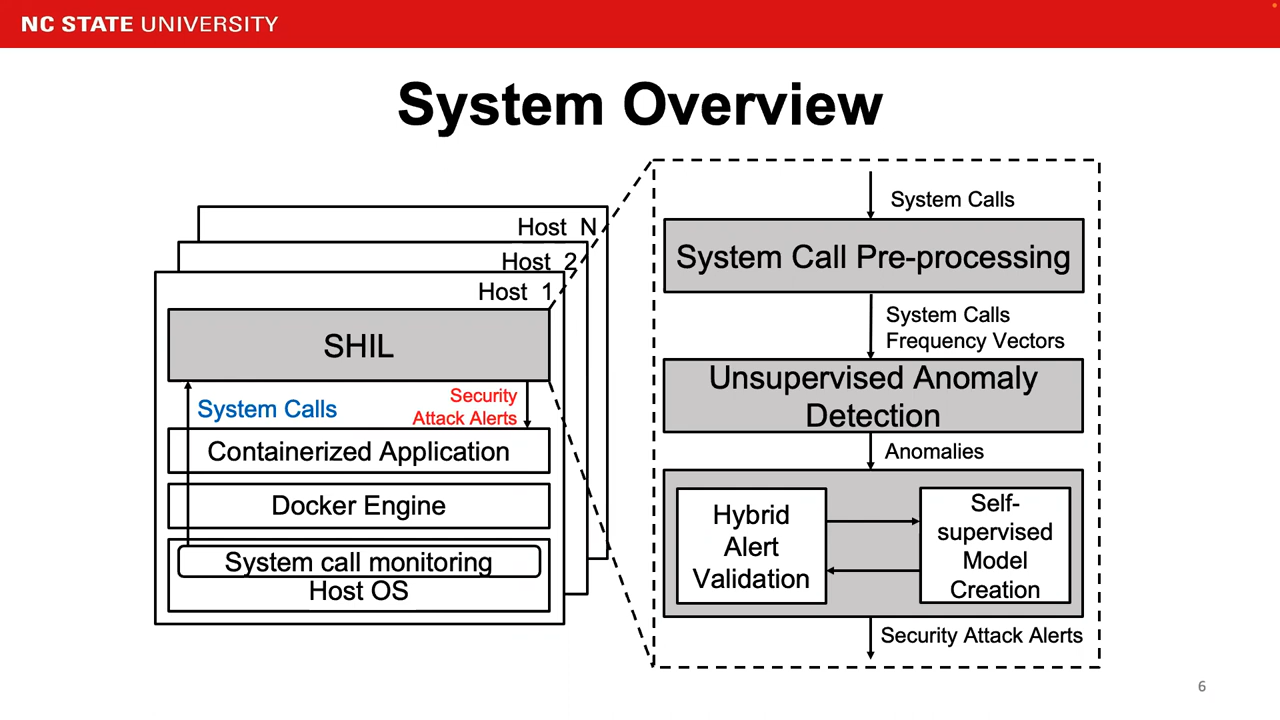 NC STATE UNIVERSITY
System Overview
Host N
Host 2
Host 1
SHIL
System Calls
Security
Attack Alerts
Containerized Application
Docker Engine
System call monitoring
Host OS
System Calls
System Call Pre-processing
System Calls
Frequency Vectors
Unsupervised Anomaly
Detection
Anomalies
Hybrid
Alert
Validation
Self-
supervised
Model
Creation
Security Attack Alerts
6